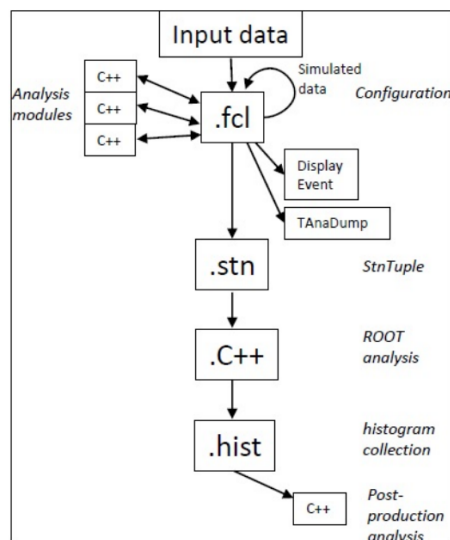 Input data
Simulated
data
Analysis
modules
C++
C++
C++
.fcl
Configuration
Display
Event
TAnaDump
.stn
StnTuple
.C++
ROOT
analysis
.hist
histogram
collection
C++
Post-
production
analysis